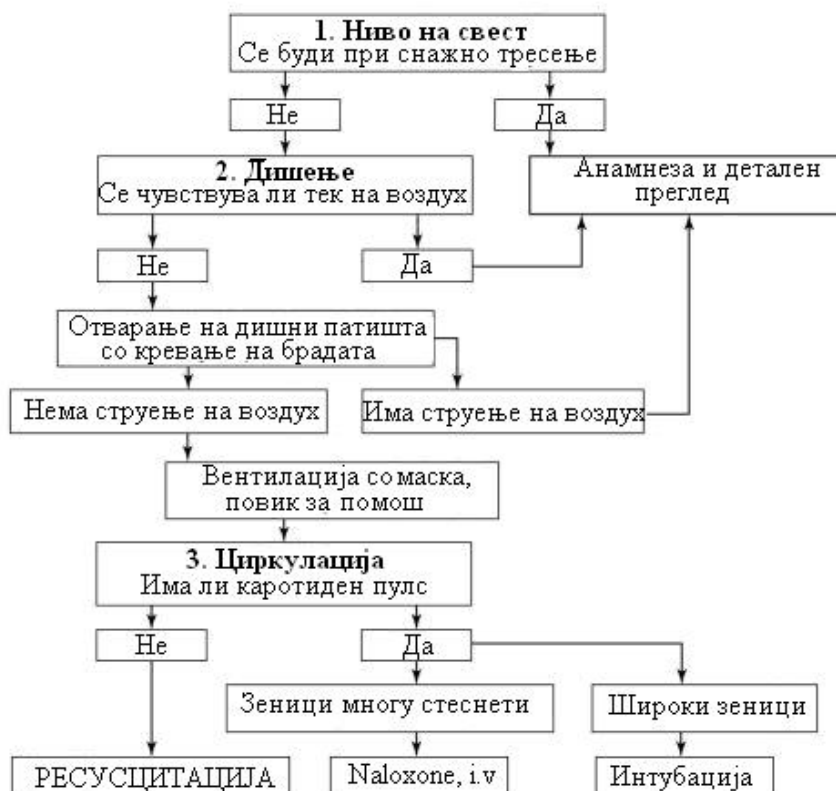 1. Ниво на свест
Се буди при снажно тресење
Не
Да
2. Дишење
Се чувствува ли тек на воздух
Анамнеза и детален
преглед
Не
Да
Отварање на дишни патишта
со кревање на брадата
Нема струење на воздух
Има струење на воздух
Вентилација со маска,
повик за помош
3. Циркулација
Има ли каротиден пулс
Не
Да
Зеници многу стеснети
Широки зеници
РЕСУСЦИТАЦИЈА
Naloxone, i.v
Интубација